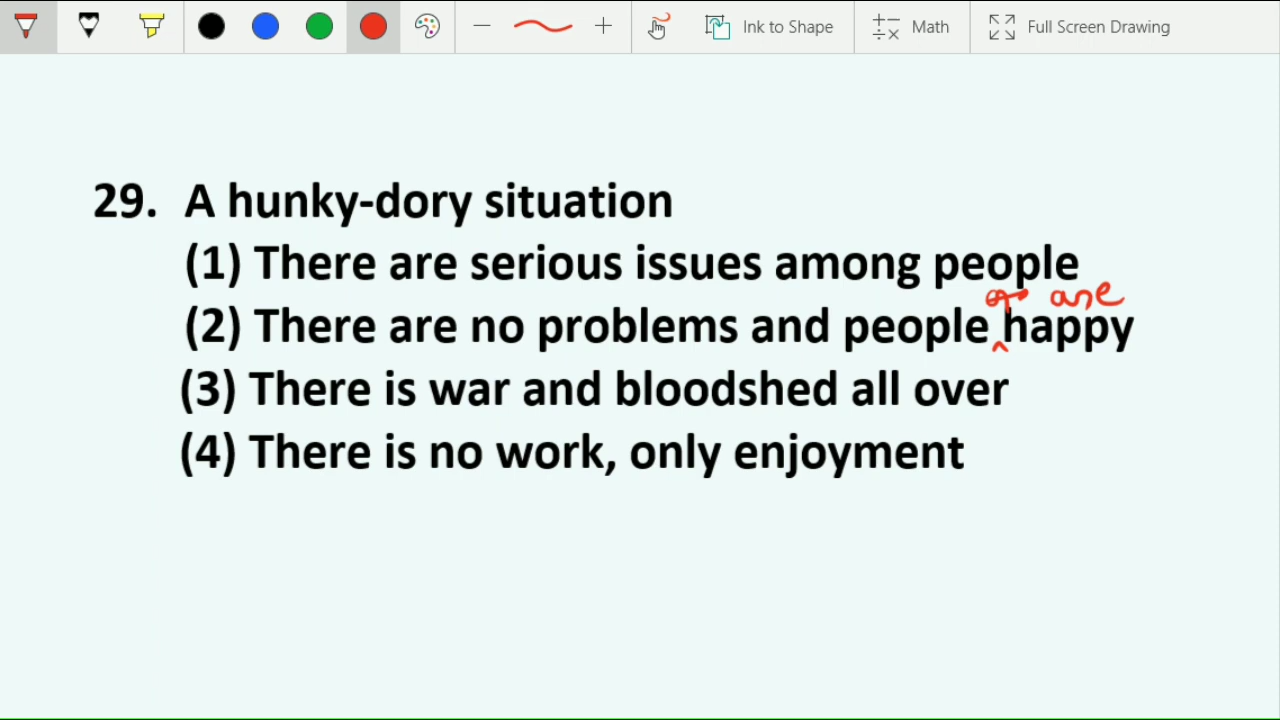 Ink to Shape Math Full Screen Drawing
29. A hunky-dory situation
(1) There are serious issues among people
are
(2) There are no problems and people ^ happy
(3) There is war and bloodshed all over
(4) There is no work, only enjoyment